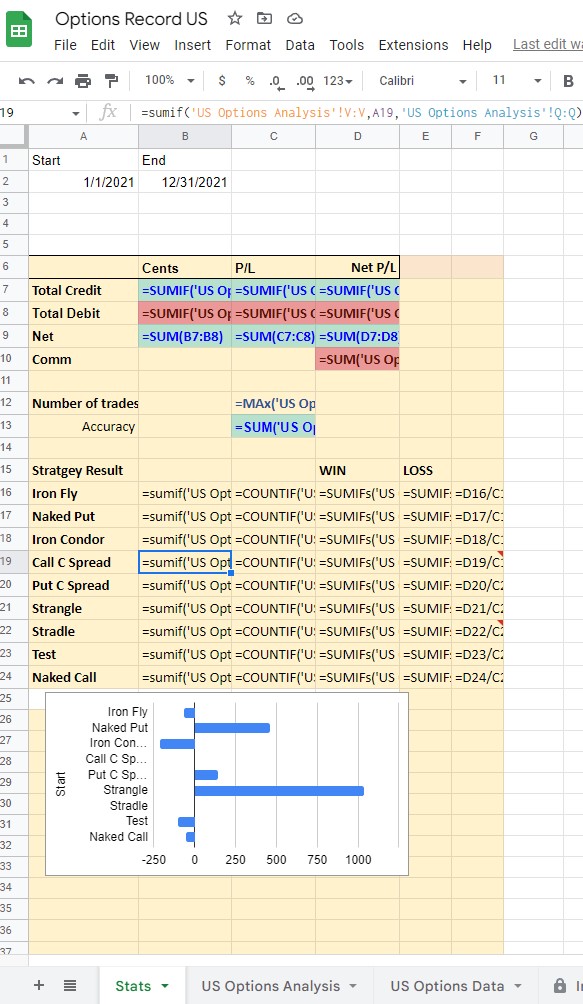 Options Record US
File Edit View Insert Format Data Tools Extensions Help Last edit wa
100% $ % .0 .00 123 Calibri 11 B
19 fx =sumif('US Options Analysis'!V:V,A19,'US Options Analysis'!Q:Q)
A B C D E F G
1 Start End
2 1/1/2021 12/31/2021
3
4
5
6 Cents P/L Net P/L
7 Total Credit =SUMIF('US Op =SUMIF('US C =SUMIF('US C
8 Total Debit =SUMIF('US Op =SUMIF('US C =SUMIF('US C
9 Net =SUM(B7:B8) =SUM(C7:C8) =SUM(D7:D8
10 Comm =SUM('US Op
11
12 Number of trades =MAx('US Op
13 Accuracy =SUM('US Op
14
15 Stratgey Result WIN LOSS
16 Iron Fly =sumif('US Opt =COUNTIF('US =SUMIFs('US =SUMIF =D16/C
17 Naked Put =sumif('US Opt =COUNTIF('US =SUMIFs('US =SUMIF =D17/C
18 Iron Condor =sumif('US Opt =COUNTIF('US =SUMIFs('US =SUMIF =D18/C
19 Call C Spread =sumif('US Opt =COUNTIF('US =SUMIFs('US =SUMIF =D19/C
20 Put C Spread =sumif('US Opt =COUNTIF('US =SUMIFs('US =SUMIF =D20/C2
21 Strangle =sumif('US Opt =COUNTIF('US =SUMIFs('US =SUMIF =D21/C2
22 Stradle =sumif('US Opt =COUNTIF('US =SUMIFs('US =SUMIF =D22/C2
23 Test =sumif('US Opt =COUNTIF('US =SUMIFs('US =SUMIF =D23/C2
24 Naked Call =sumif('US Opt =COUNTIF('US =SUMIFs('US =SUMIF =D24/C2
25
26
27
28
29
30
31
32
33
34
35
36
37
Start
Iron Fly
Naked Put
Iron Con...
Call C Sp...
Put C Sp...
Strangle
Stradle
Test
Naked Call
-250 0 250 500 750 1000
+ Stats US Options Analysis US Options Data